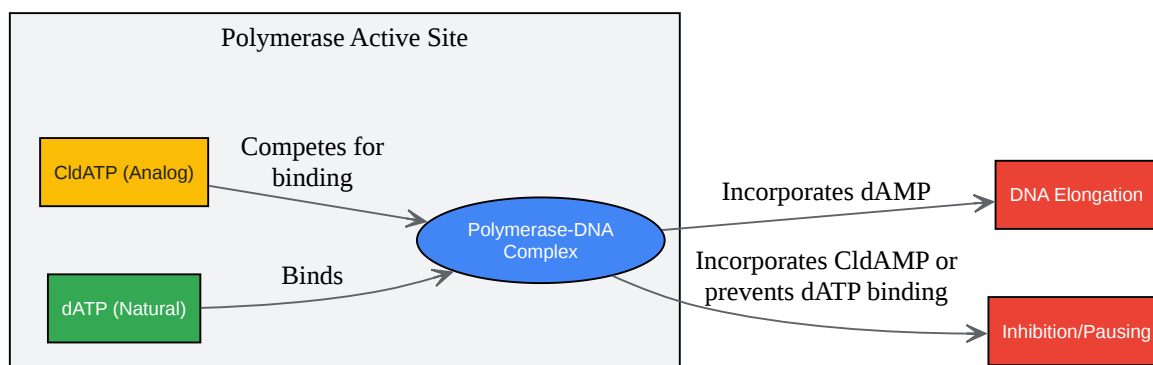 Polymerase Active Site
CldATP (Analog)
Competes for
binding
dATP (Natural)
Binds
Polymerase-DNA
Complex
Incorporates dAMP
DNA Elongation
Incorporates CldAMP or
prevents dATP binding
Inhibition/Pausing